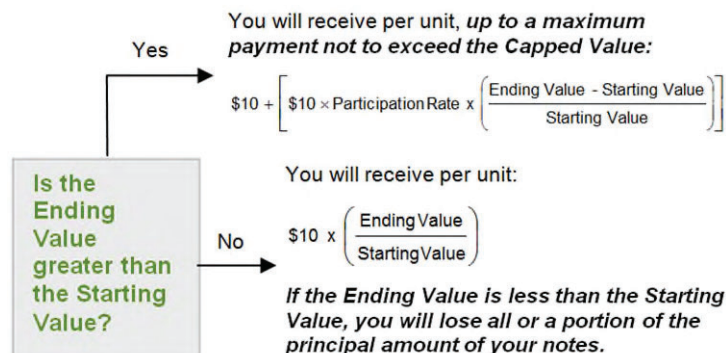 You will receive per unit, up to a maximum
payment not to exceed the Capped Value:
Yes
$10 + [ $10 × Participation Rate x ( Ending Value - Starting Value / Starting Value ) ]
Is the
Ending
Value
greater than
the Starting
Value?
No
You will receive per unit:
$10 x ( Ending Value / Starting Value )
If the Ending Value is less than the Starting
Value, you will lose all or a portion of the
principal amount of your notes.